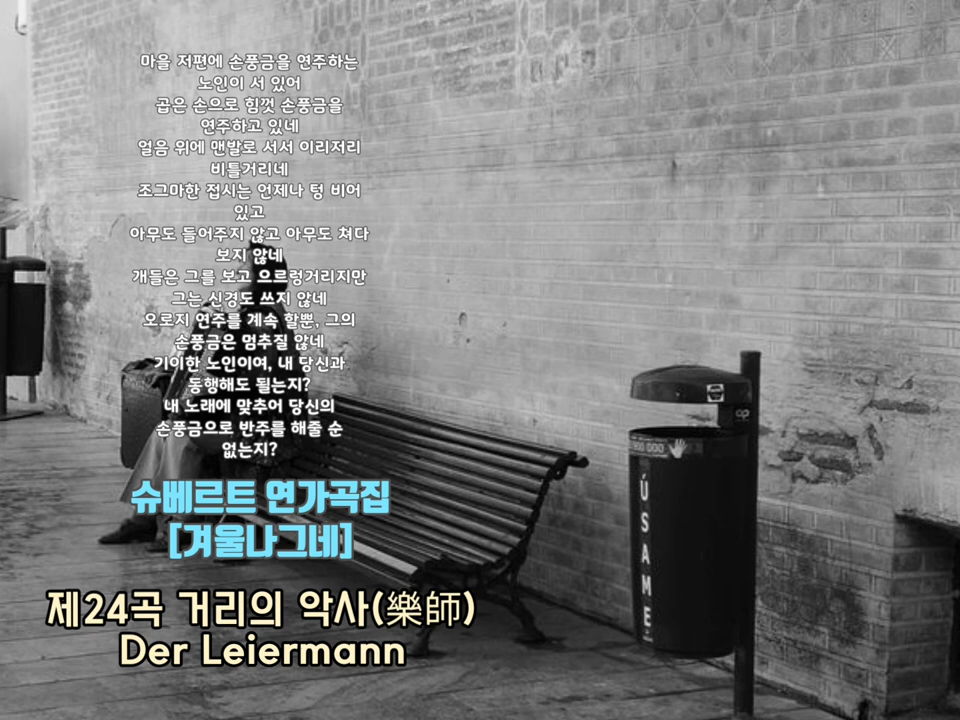 마을 저편에 손풍금을 연주하는
노인이 서 있어
곱은 손으로 힘껏 손풍금을
연주하고 있네
얼음 위에 맨발로 서서 이리저리
비틀거리네
조그마한 접시는 언제나 텅 비어
있고
아무도 들어주지 않고 아무도 쳐다
보지 않네
개들은 그를 보고 으르렁거리지만
그는 신경도 쓰지 않네
오로지 연주를 계속 할뿐, 그의
손풍금은 멈추질 않네
기이한 노인이여, 내 당신과
동행해도 될는지?
내 노래에 맞추어 당신의
손풍금으로 반주를 해줄 순
없는지?
슈베르트 연가곡집
[겨울나그네]
제24곡 거리의 악사(樂師)
Der Leiermann
ÚSAME